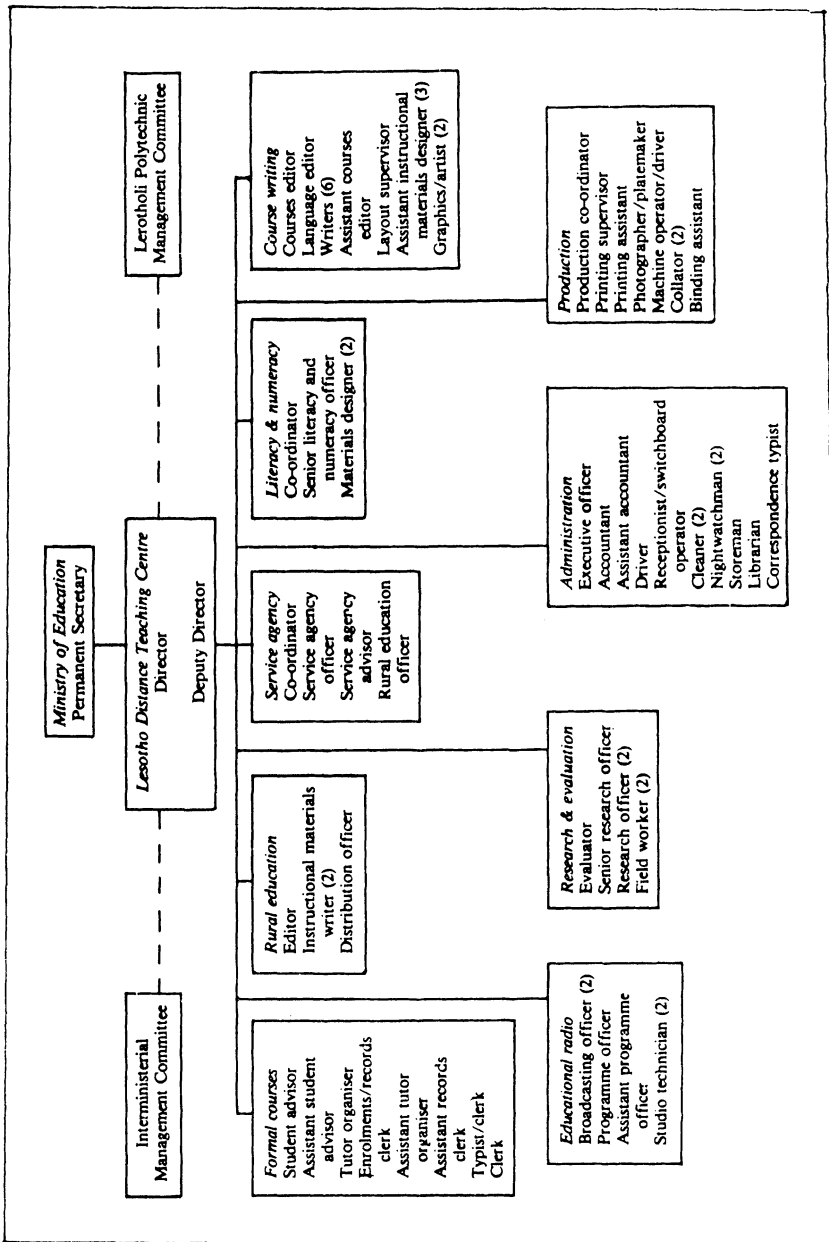 Ministry of Education
Permanent Secretary
Interministerial
Management Committee
Lesotho Distance Teaching Centre
Director
Deputy Director
Lerotholi Polytechnic
Management Committee
Formal courses
Student advisor
Assistant student
advisor
Tutor organiser
Enrolments/records
clerk
Assistant tutor
organiser
Assistant records
clerk
Typist/clerk
Clerk
Rural education
Editor
Instructional materials
writer (2)
Distribution officer
Service agency
Co-ordinator
Service agency
officer
Service agency
advisor
Rural education
officer
Literacy & numeracy
Co-ordinator
Senior literacy and
numeracy officer
Materials designer (2)
Course writing
Courses editor
Language editor
Writers (6)
Assistant courses
editor
Layout supervisor
Assistant instructional
materials designer (3)
Graphics/artist (2)
Educational radio
Broadcasting officer (2)
Programme officer
Assistant programme
officer
Studio technician (2)
Research & evaluation
Evaluator
Senior research officer
Research officer (2)
Field worker (2)
Administration
Executive officer
Accountant
Assistant accountant
Driver
Receptionist/switchboard
operator
Cleaner (2)
Nightwatchman (2)
Storeman
Librarian
Correspondence typist
Production
Production co-ordinator
Printing supervisor
Printing assistant
Photographer/platemaker
Machine operator/driver
Collator (2)
Binding assistant